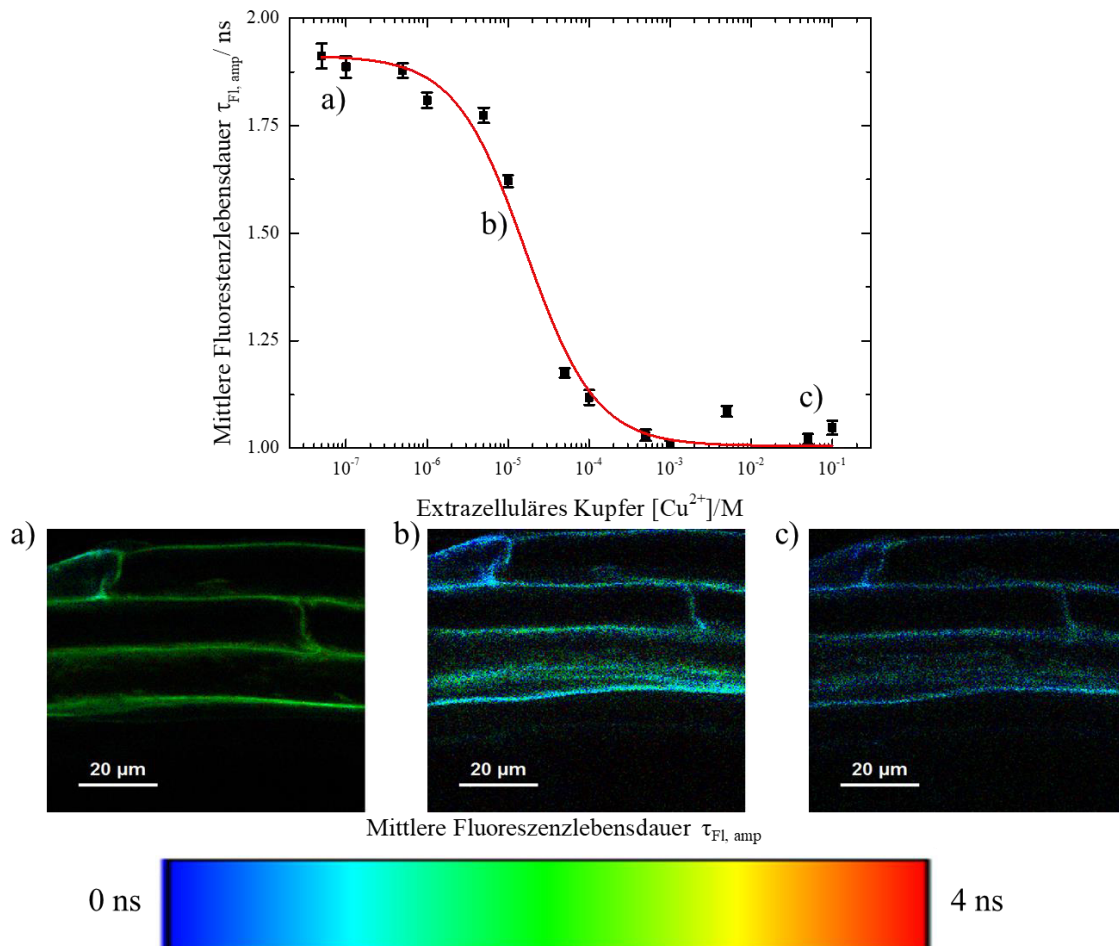 2.00
1.75
1.50
1.25
1.00
Mittlere Fluorestenzlebensdauer τFl, amp/ ns
a)
b)
c)
10⁻⁷ 10⁻⁶ 10⁻⁵ 10⁻⁴ 10⁻³ 10⁻² 10⁻¹
Extrazelluläres Kupfer [Cu²⁺]/M
a) b) c)
20 µm 20 µm 20 µm
Mittlere Fluoreszenzlebensdauer τFl, amp
0 ns 4 ns